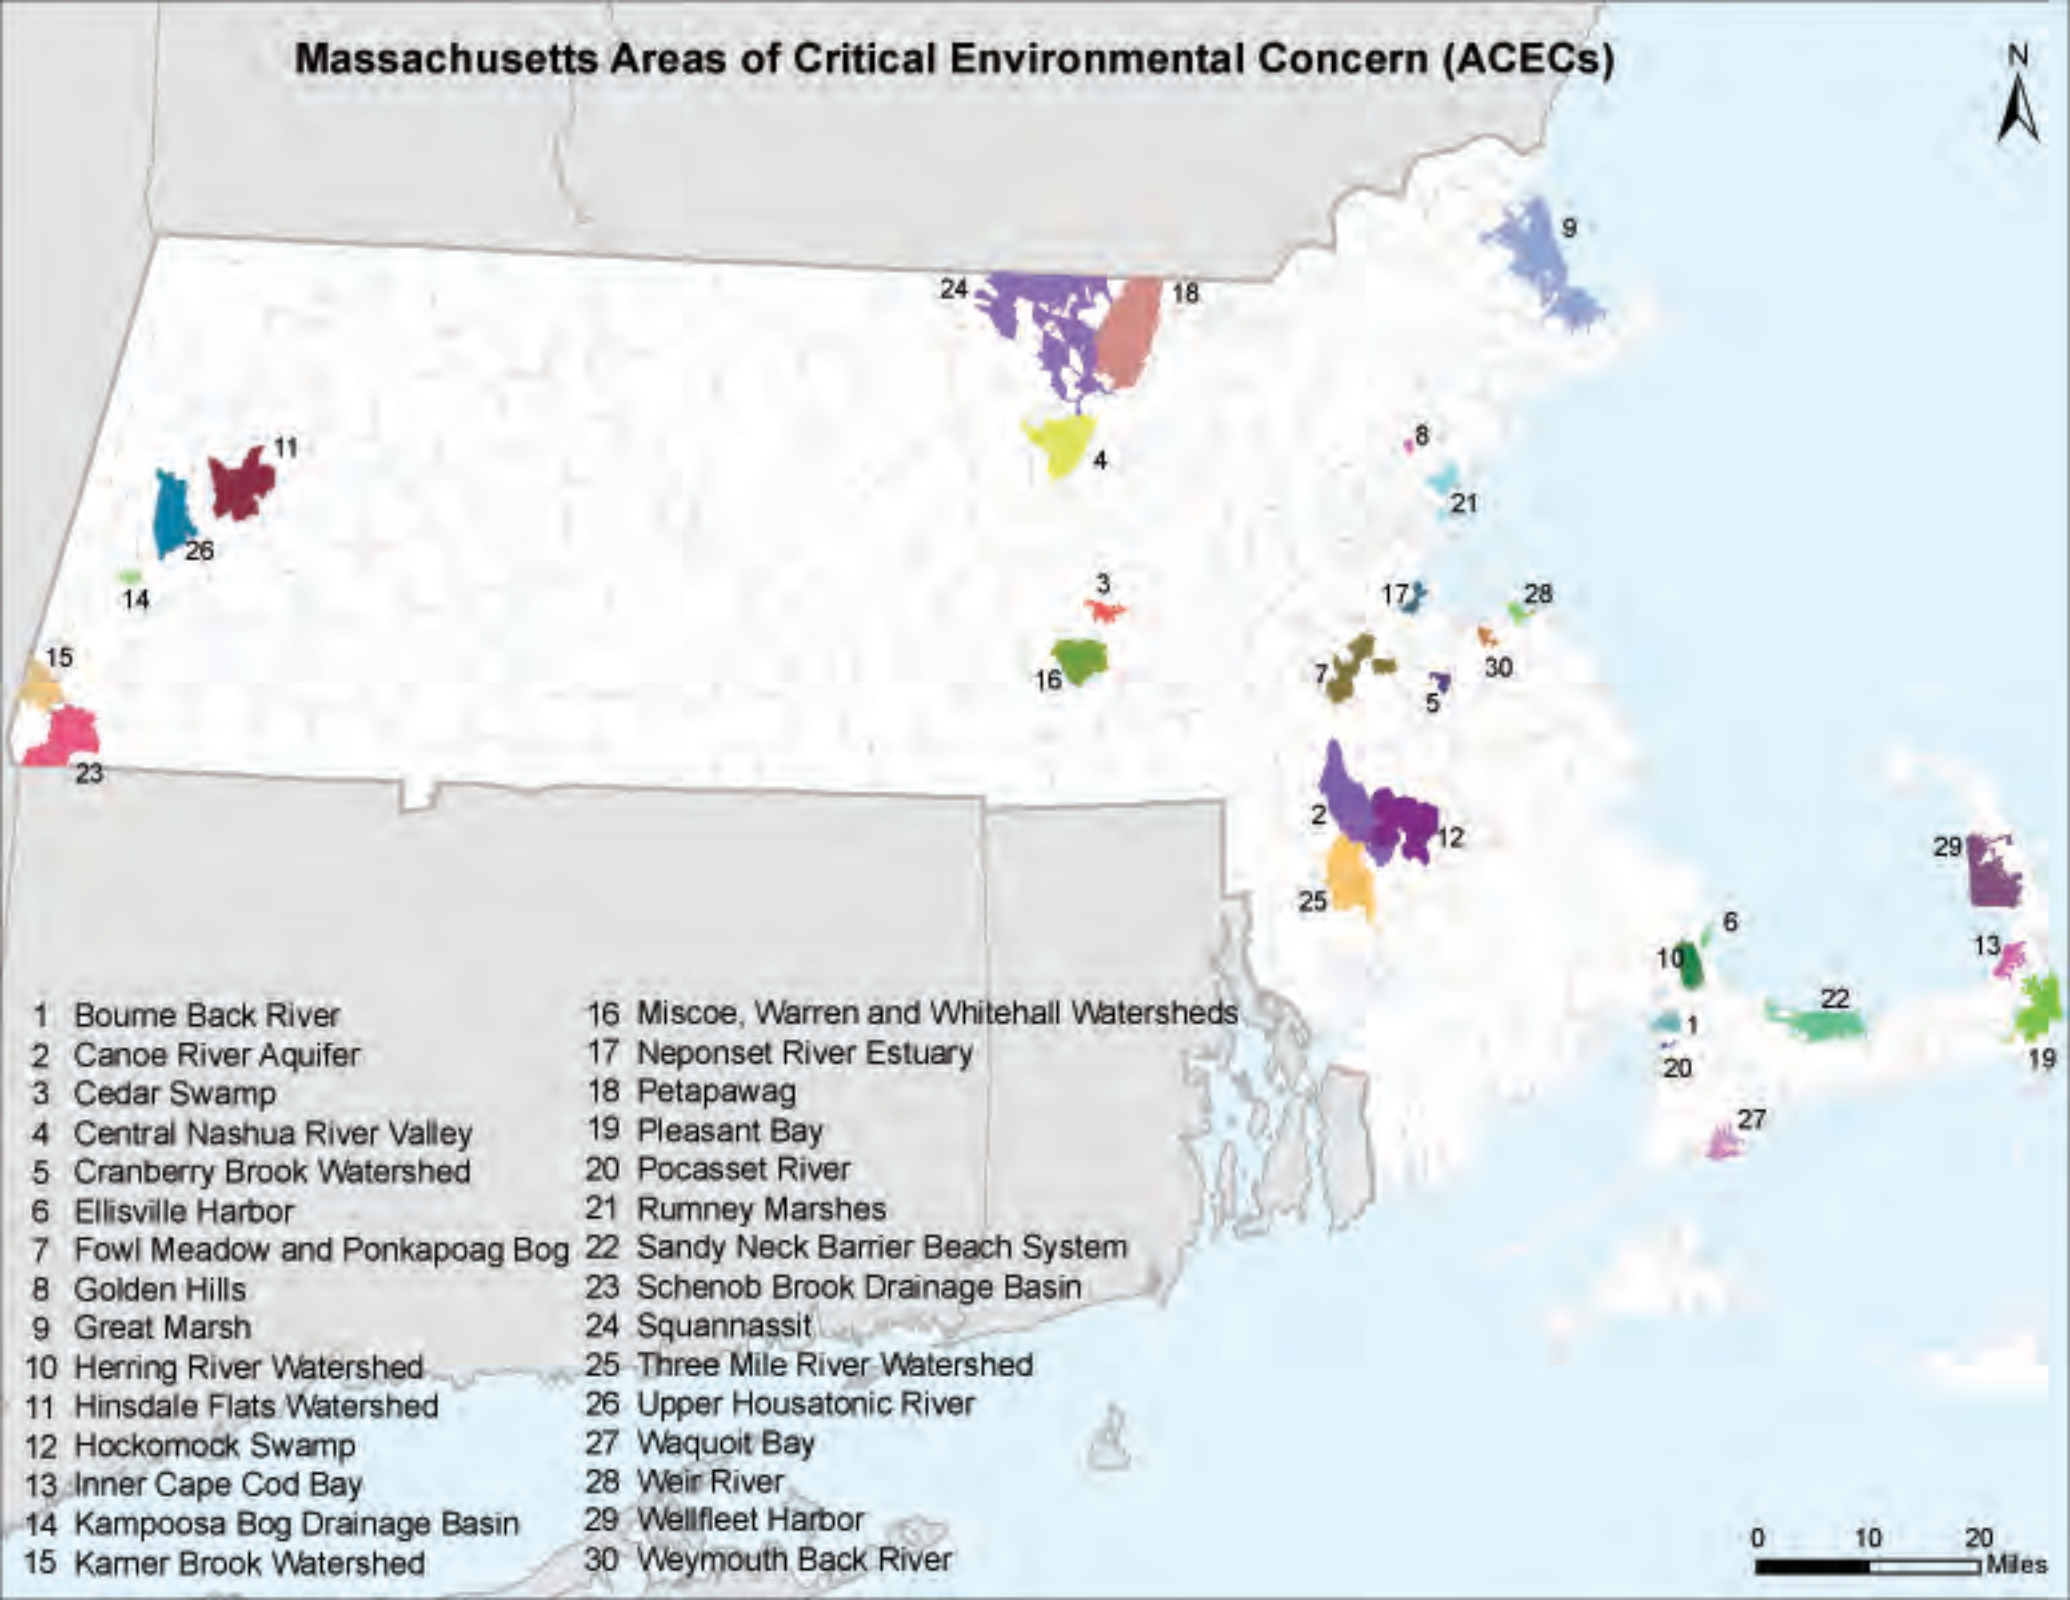 Massachusetts Areas of Critical Environmental Concern (ACECs)
N
9
24
18
8
11
4
21
26
3
14
17
28
15
16
7
30
5
23
2
12
29
25
6
10
13
22
1
20
19
27
1 Bourne Back River
2 Canoe River Aquifer
3 Cedar Swamp
4 Central Nashua River Valley
5 Cranberry Brook Watershed
6 Ellisville Harbor
7 Fowl Meadow and Ponkapoag Bog
8 Golden Hills
9 Great Marsh
10 Herring River Watershed
11 Hinsdale Flats Watershed
12 Hockomock Swamp
13 Inner Cape Cod Bay
14 Kampoosa Bog Drainage Basin
15 Karner Brook Watershed
16 Miscoe, Warren and Whitehall Watersheds
17 Neponset River Estuary
18 Petapawag
19 Pleasant Bay
20 Pocasset River
21 Rumney Marshes
22 Sandy Neck Barrier Beach System
23 Schenob Brook Drainage Basin
24 Squannassit
25 Three Mile River Watershed
26 Upper Housatonic River
27 Waquoit Bay
28 Weir River
29 Wellfleet Harbor
30 Weymouth Back River
0 10 20
Miles